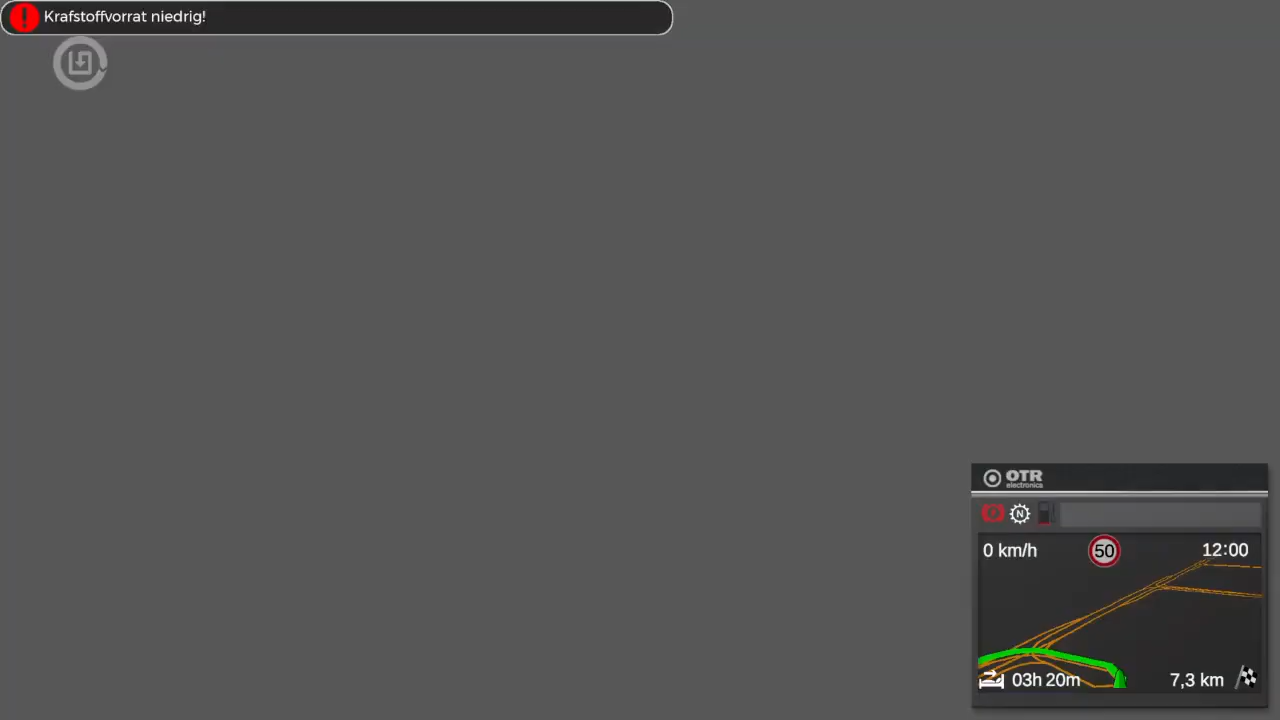 Krafstoffvorrat niedrig!
OTR
electronics
N
0 km/h
50
12:00
03h 20m
7,3 km